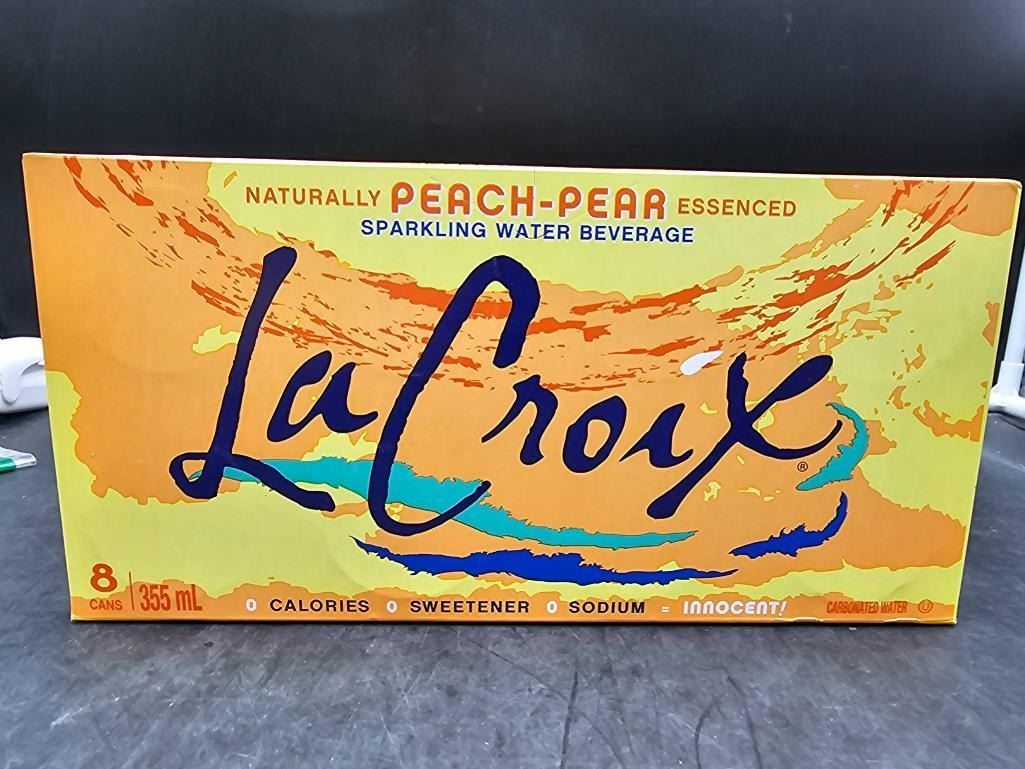 NATURALLY PEACH-PEAR ESSENCED
SPARKLING WATER BEVERAGE
LaCroix®
8 CANS 355 mL
0 CALORIES 0 SWEETENER 0 SODIUM = INNOCENT!
CARBONATED WATER U